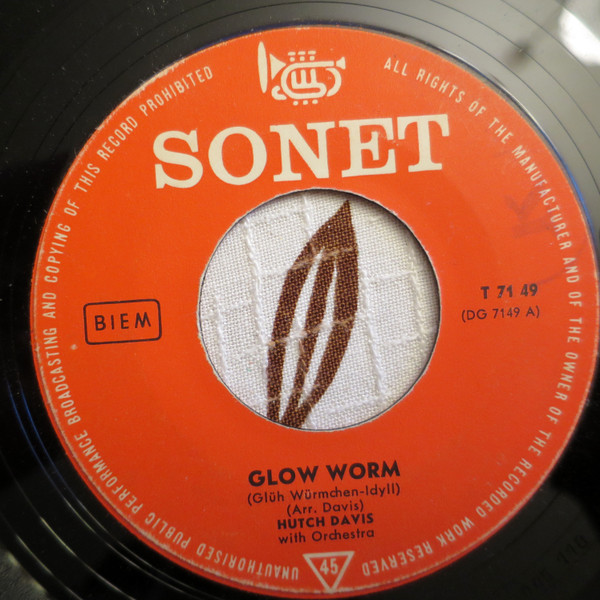 SONET
UNAUTHORISED PUBLIC PERFORMANCE BROADCASTING AND COPYING OF THIS RECORD PROHIBITED
ALL RIGHTS OF THE MANUFACTURER AND OF THE OWNER OF THE RECORDED WORK RESERVED
BIEM
T 71 49
(DG 7149 A)
GLOW WORM
(Glüh Würmchen-Idyll)
(Arr. Davis)
HUTCH DAVIS
with Orchestra
45